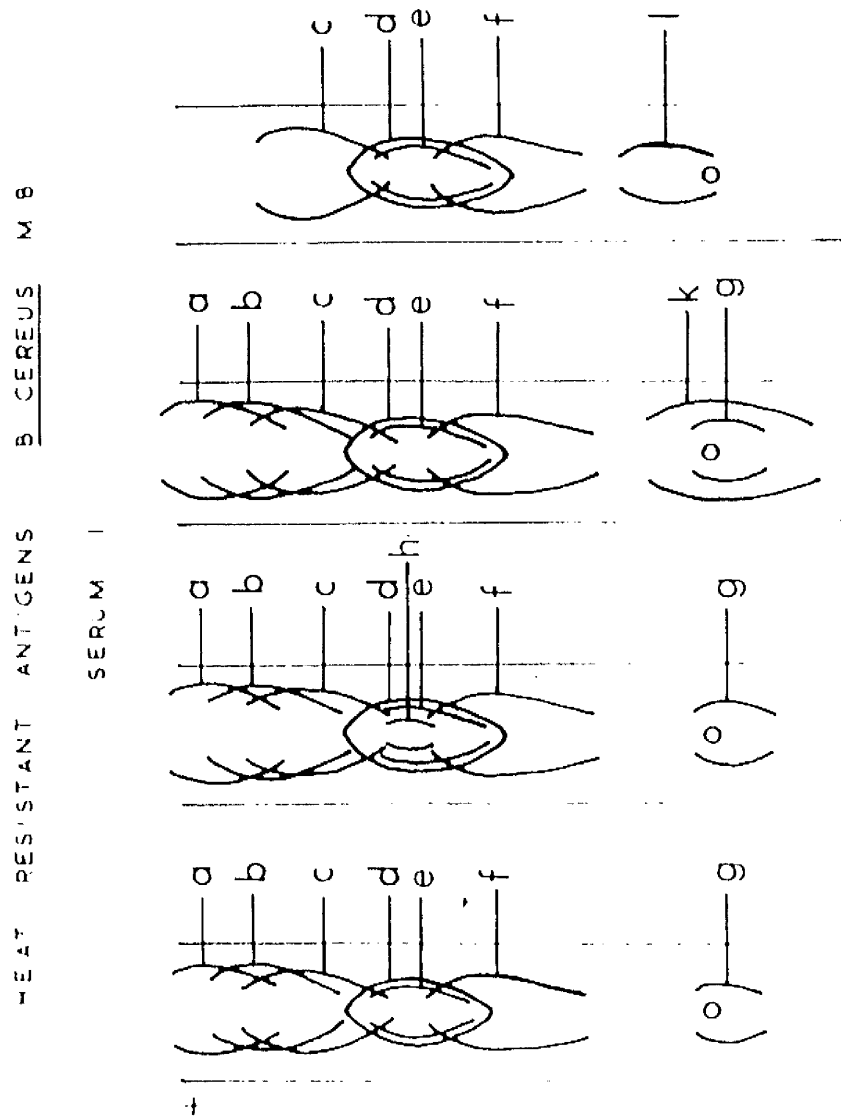 HEAT RESISTANT ANTIGENS B CEREUS M 8
SERUM I
c d e f l
a b c d e f k g
a b c d h e f g
a b c d e f g
+